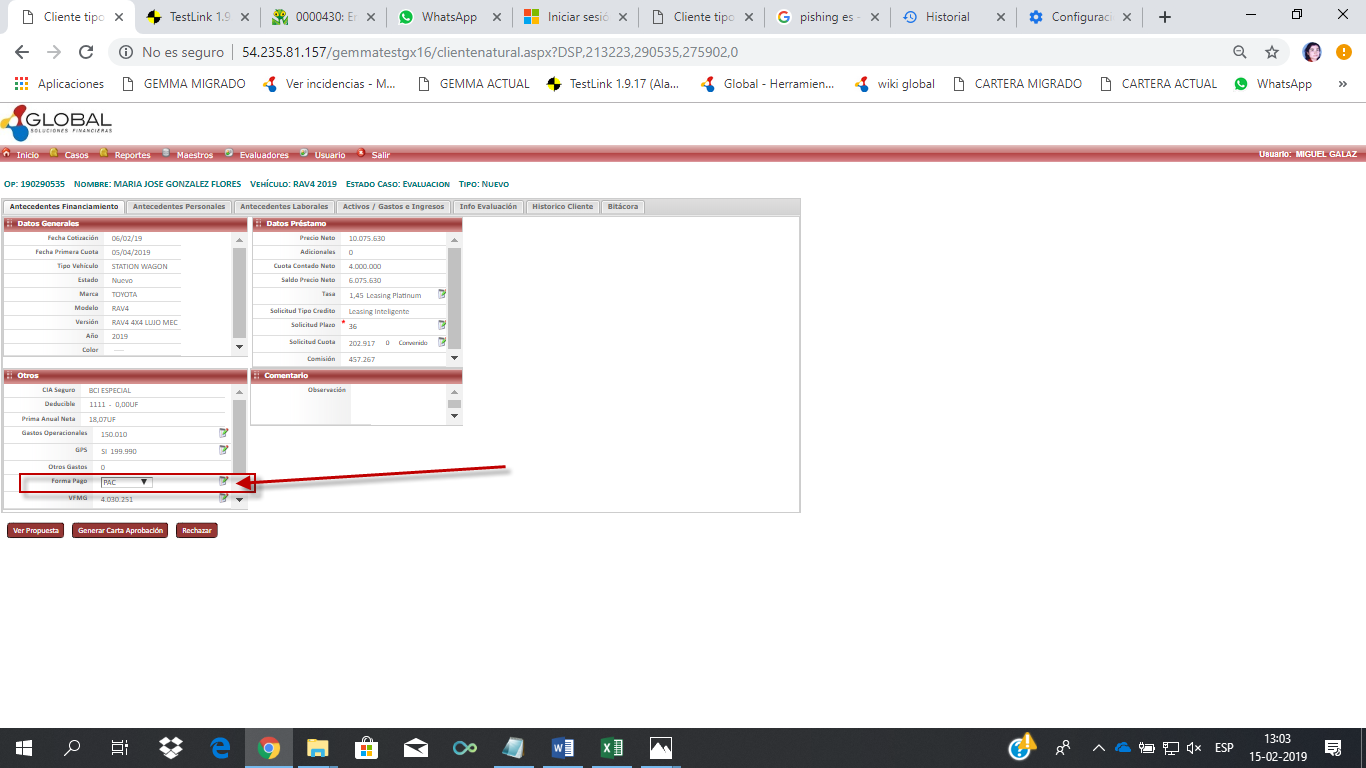 Cliente tipo
TestLink 1.9
0000430: Er
WhatsApp
Iniciar sesió
Cliente tipo
pishing es -
Historial
Configuraci
No es seguro | 54.235.81.157/gemmatestgx16/clientenatural.aspx?DSP,213223,290535,275902,0
Aplicaciones
GEMMA MIGRADO
Ver incidencias - M...
GEMMA ACTUAL
TestLink 1.9.17 (Ala...
Global - Herramien...
wiki global
CARTERA MIGRADO
CARTERA ACTUAL
WhatsApp
»
GLOBAL
SOLUCIONES FINANCIERAS
Inicio Casos Reportes Maestros Evaluadores Usuario Salir
Usuario: MIGUEL GALAZ
OP: 190290535 NOMBRE: MARIA JOSE GONZALEZ FLORES VEHÍCULO: RAV4 2019 ESTADO CASO: EVALUACION TIPO: NUEVO
Antecedentes Financiamiento
Antecedentes Personales
Antecedentes Laborales
Activos / Gastos e Ingresos
Info Evaluación
Historico Cliente
Bitácora
Datos Generales
Fecha Cotización 06/02/19
Fecha Primera Cuota 05/04/2019
Tipo Vehículo STATION WAGON
Estado Nuevo
Marca TOYOTA
Modelo RAV4
Versión RAV4 4X4 LUJO MEC
Año 2019
Color ----
Datos Préstamo
Precio Neto 10.075.630
Adicionales 0
Cuota Contado Neto 4.000.000
Saldo Precio Neto 6.075.630
Tasa 1,45 Leasing Platinum
Solicitud Tipo Credito Leasing Inteligente
Solicitud Plazo * 36
Solicitud Cuota 202.917 0 Convenido
Comisión 457.267
Otros
CIA Seguro BCI ESPECIAL
Deducible 1111 - 0,00UF
Prima Anual Neta 18,07UF
Gastos Operacionales 150.010
GPS SI 199.990
Otros Gastos 0
Forma Pago PAC
VFMG 4.030.251
Comentario
Observación
Ver Propuesta
Generar Carta Aprobación
Rechazar
ESP
13:03
15-02-2019